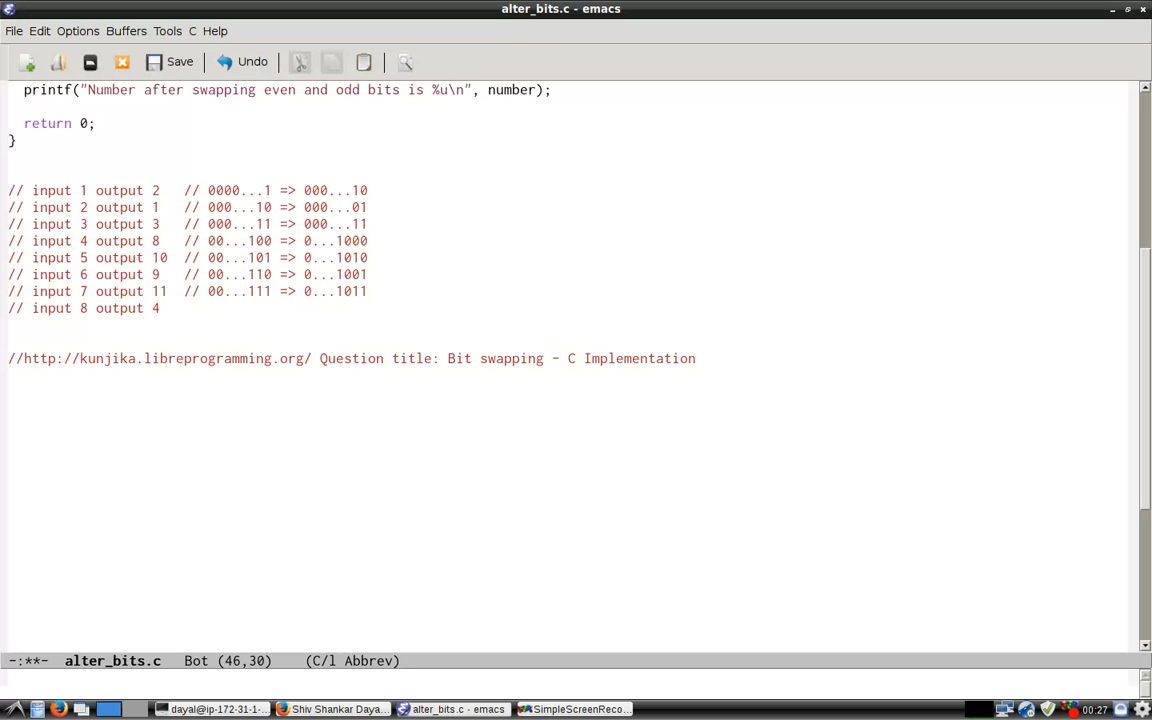 alter_bits.c - emacs
File Edit Options Buffers Tools C Help
Save Undo
printf("Number after swapping even and odd bits is %u\n", number);
return 0;
}
// input 1 output 2 // 0000...1 => 000...10
// input 2 output 1 // 000...10 => 000...01
// input 3 output 3 // 000...11 => 000...11
// input 4 output 8 // 00...100 => 0...1000
// input 5 output 10 // 00...101 => 0...1010
// input 6 output 9 // 00...110 => 0...1001
// input 7 output 11 // 00...111 => 0...1011
// input 8 output 4
//http://kunjika.libreprogramming.org/ Question title: Bit swapping - C Implementation
-:**- alter_bits.c Bot (46,30) (C/l Abbrev)
dayal@ip-172-31-1-... Shiv Shankar Daya... alter_bits.c - emacs SimpleScreenReco... 00:27